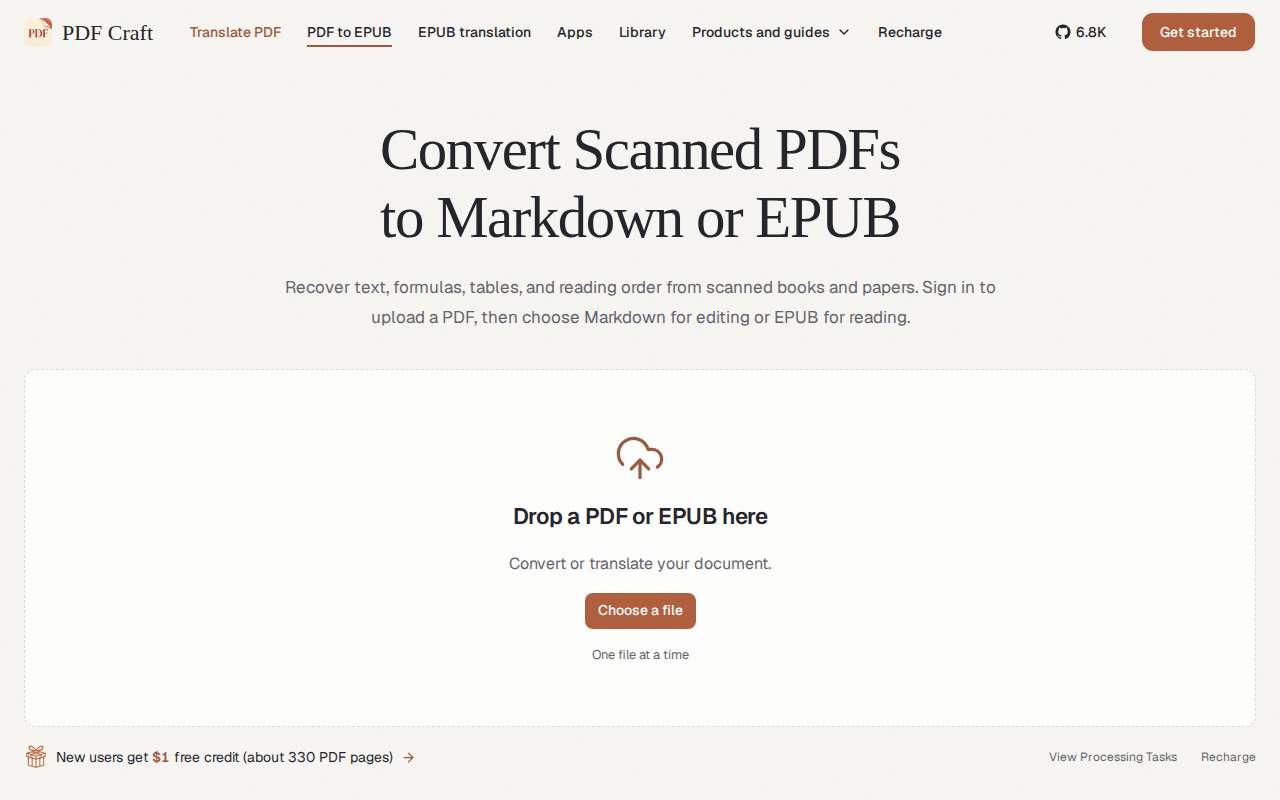 PDF
PDF Craft
Translate PDF
PDF to EPUB
EPUB translation
Apps
Library
Products and guides
Recharge
6.8K
Get started
Convert Scanned PDFs
to Markdown or EPUB
Recover text, formulas, tables, and reading order from scanned books and papers. Sign in to
upload a PDF, then choose Markdown for editing or EPUB for reading.
Drop a PDF or EPUB here
Convert or translate your document.
Choose a file
One file at a time
New users get $1 free credit (about 330 PDF pages)
View Processing Tasks
Recharge